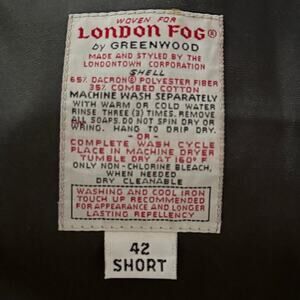 WOVEN FOR
LONDON FOG®
by GREENWOOD
MADE AND STYLED BY THE
LONDONTOWN CORPORATION
SHELL
65% DACRON® POLYESTER FIBER
35% COMBED COTTON
MACHINE WASH SEPARATELY
WITH WARM OR COLD WATER
RINSE THREE (3) TIMES. REMOVE
ALL SOAPS. DO NOT SPIN DRY OR
WRING. HANG TO DRIP DRY.
-OR-
COMPLETE WASH CYCLE
PLACE IN MACHINE DRYER
TUMBLE DRY AT 160° F
ONLY NON-CHLORINE BLEACH,
WHEN NEEDED
DRY CLEANABLE
WASHING AND COOL IRON
TOUCH UP RECOMMENDED
FOR APPEARANCE AND LONGER
LASTING REPELLENCY
42
SHORT